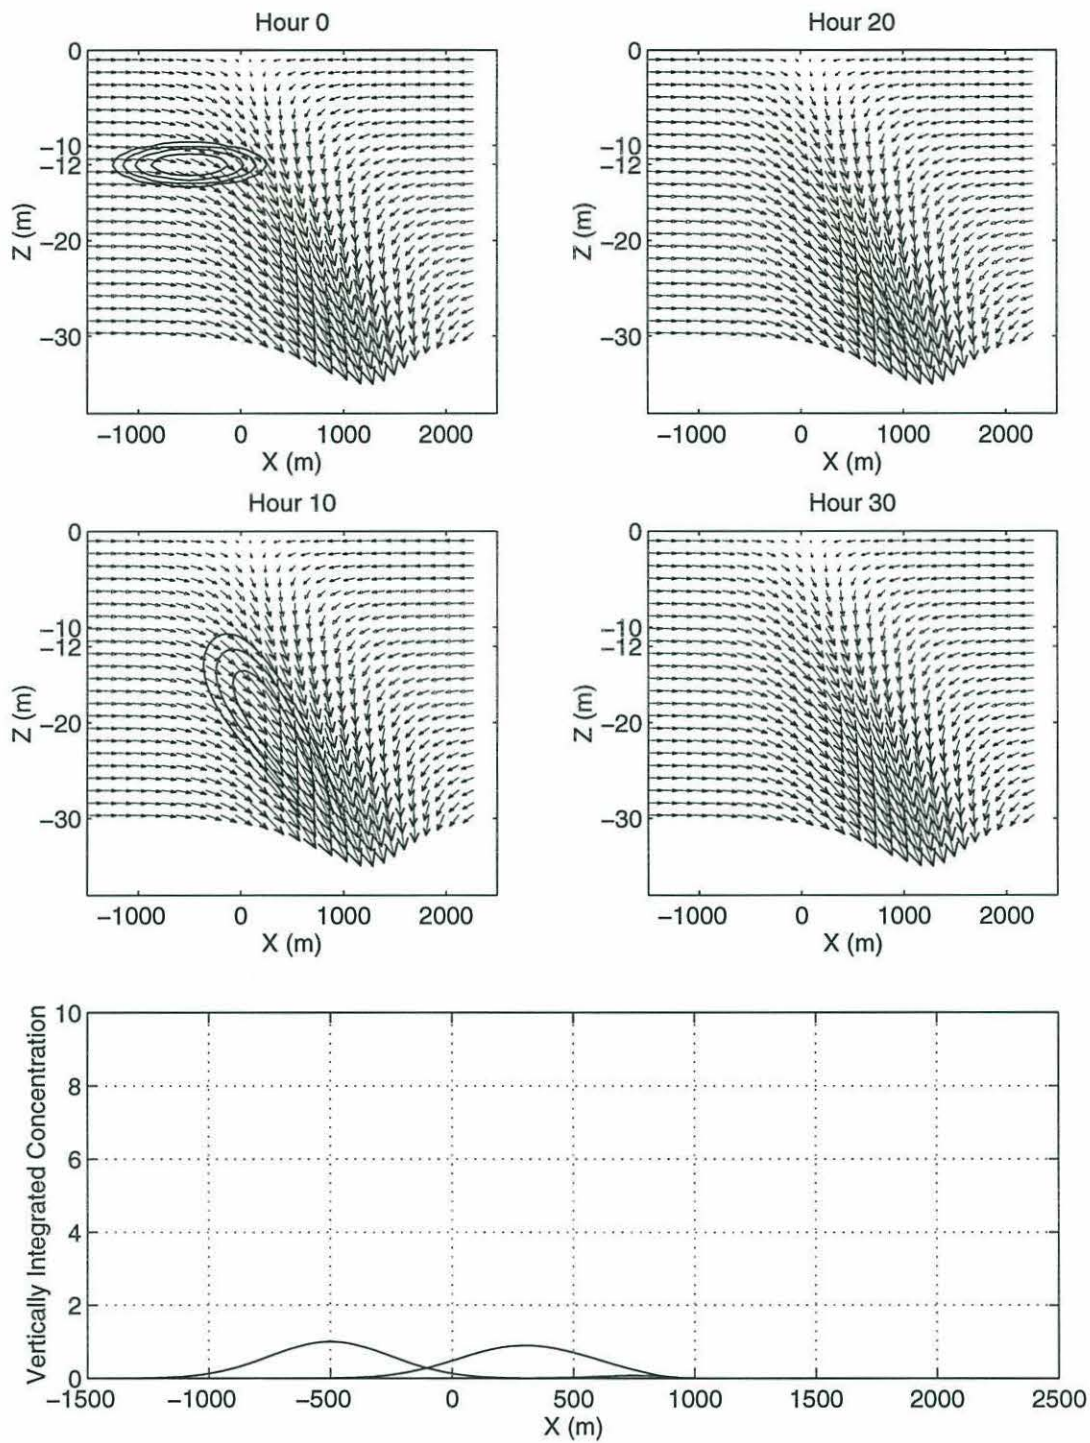 Hour 0
0
−10
−12
−20
−30
Z (m)
−1000 0 1000 2000
X (m)
Hour 20
0
−10
−12
−20
−30
Z (m)
−1000 0 1000 2000
X (m)
Hour 10
0
−10
−12
−20
−30
Z (m)
−1000 0 1000 2000
X (m)
Hour 30
0
−10
−12
−20
−30
Z (m)
−1000 0 1000 2000
X (m)
Vertically Integrated Concentration
10
8
6
4
2
0
−1500 −1000 −500 0 500 1000 1500 2000 2500
X (m)